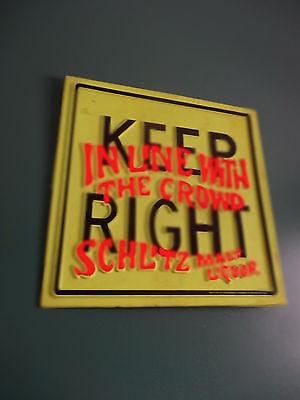 KEEP
IN LINE WITH
THE CROWD
RIGHT
SCHLITZ MALT
LIQUOR